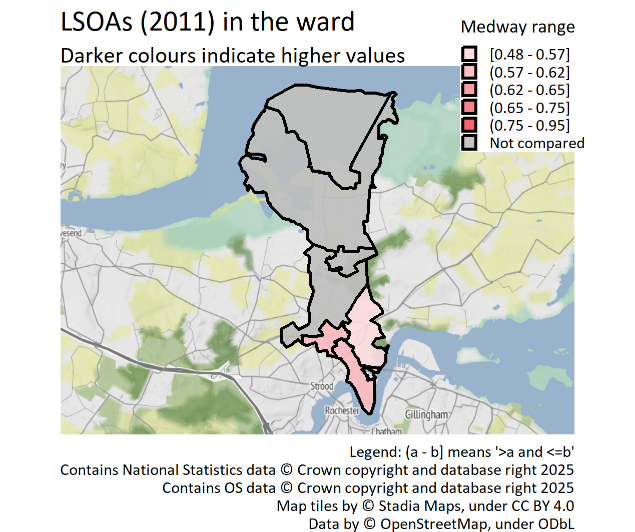 LSOAs (2011) in the ward
Darker colours indicate higher values
Medway range
[0.48 - 0.57]
(0.57 - 0.62]
(0.62 - 0.65]
(0.65 - 0.75]
(0.75 - 0.95]
Not compared
ry
vesend
Strood
Rochester
Gillingham
Chatham
Legend: (a - b] means '>a and <=b'
Contains National Statistics data © Crown copyright and database right 2025
Contains OS data © Crown copyright and database right 2025
Map tiles by © Stadia Maps, under CC BY 4.0
Data by © OpenStreetMap, under ODbL